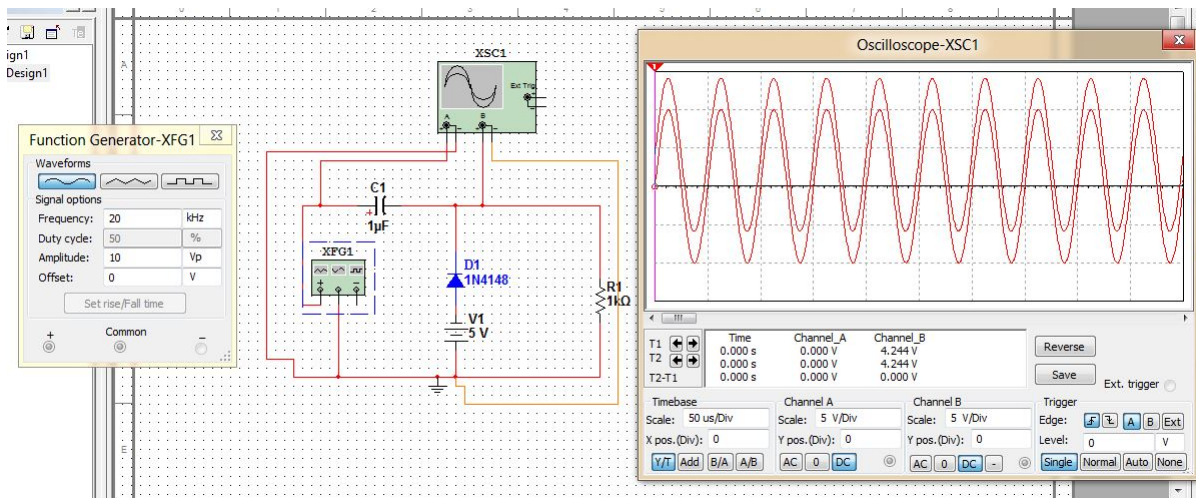 ign1
Design1
Function Generator-XFG1
Waveforms
Signal options
Frequency: 20 kHz
Duty cycle: 50 %
Amplitude: 10 Vp
Offset: 0 V
Set rise/Fall time
+ Common -
A
E
XSC1
Ext Trig
A B
C1
1µF
XFG1
D1
1N4148
V1
5 V
R1
1kΩ
Oscilloscope-XSC1
1
Time Channel_A Channel_B
T1 0.000 s 0.000 V 4.244 V
T2 0.000 s 0.000 V 4.244 V
T2-T1 0.000 s 0.000 V 0.000 V
Reverse
Save
Ext. trigger
Timebase
Scale: 50 us/Div
X pos.(Div): 0
Y/T Add B/A A/B
Channel A
Scale: 5 V/Div
Y pos.(Div): 0
AC 0 DC
Channel B
Scale: 5 V/Div
Y pos.(Div): 0
AC 0 DC -
Trigger
Edge: A B Ext
Level: 0 V
Single Normal Auto None